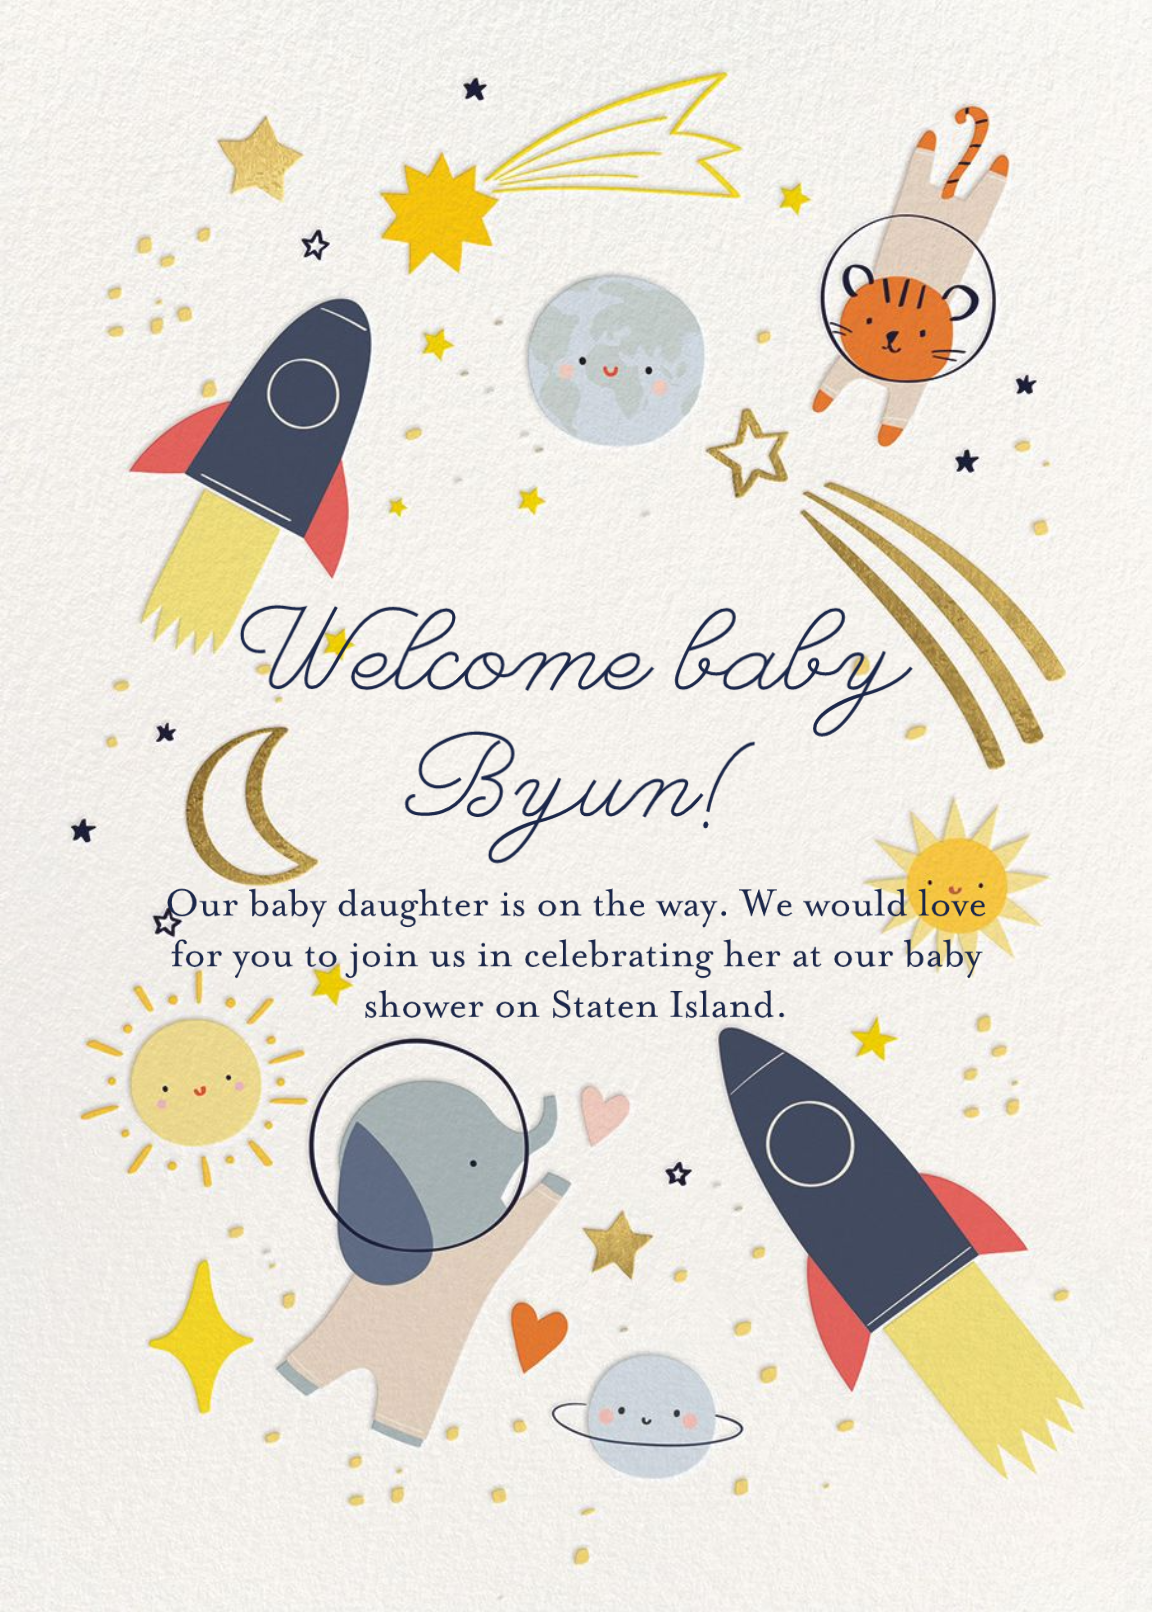 Welcome baby
Byun!
Our baby daughter is on the way. We would love
for you to join us in celebrating her at our baby
shower on Staten Island.